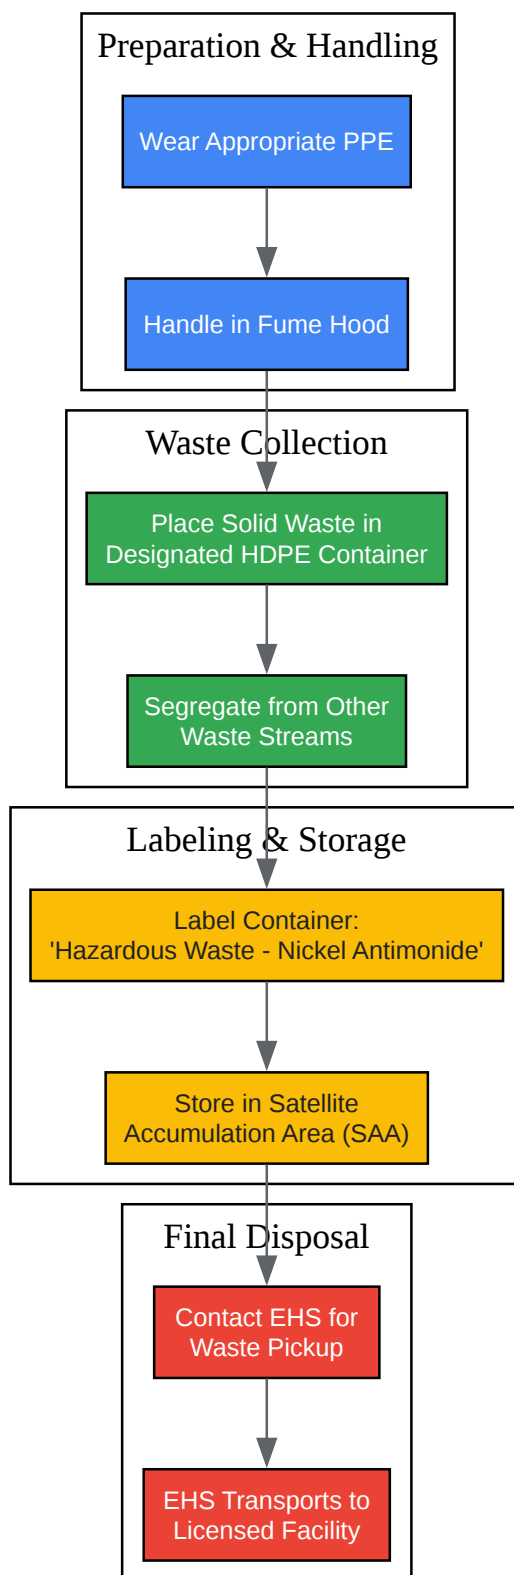 Preparation & Handling
Wear Appropriate PPE
Handle in Fume Hood
Waste Collection
Place Solid Waste in
Designated HDPE Container
Segregate from Other
Waste Streams
Labeling & Storage
Label Container:
'Hazardous Waste - Nickel Antimonide'
Store in Satellite
Accumulation Area (SAA)
Final Disposal
Contact EHS for
Waste Pickup
EHS Transports to
Licensed Facility